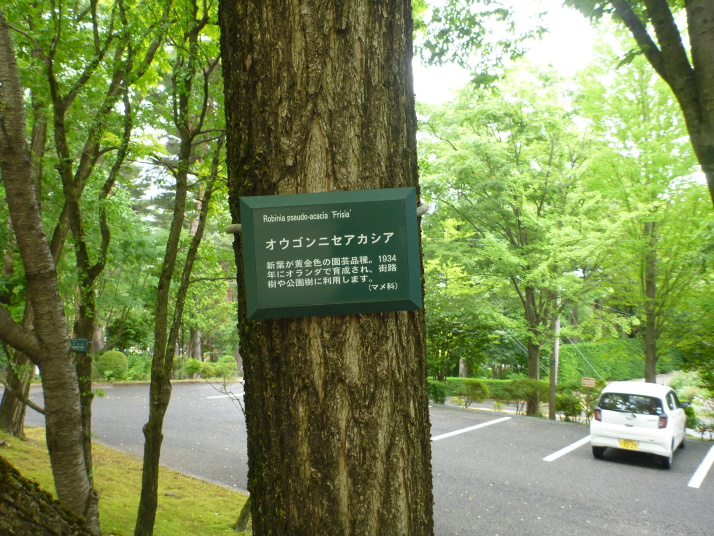 Robinia pseudo-acacia 'Frisia'
オウゴンニセアカシア
新葉が黄金色の園芸品種。1934
年にオランダで育成され、街路
樹や公園樹に利用します。
(マメ科)